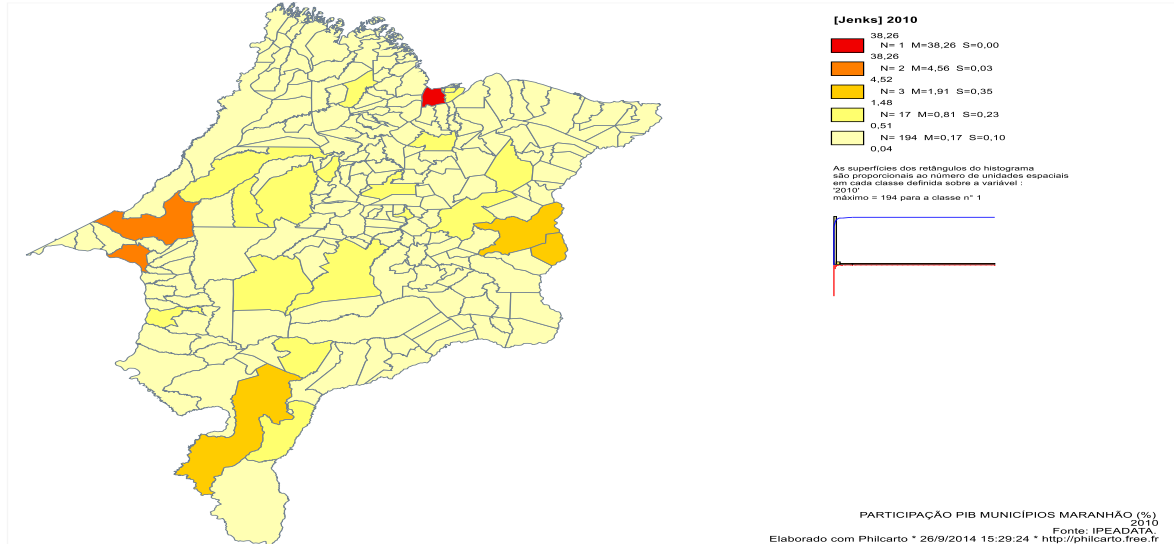 [Jenks] 2010
38,26
N= 1 M=38,26 S=0,00
38,26
N= 2 M=4,56 S=0,03
4,52
N= 3 M=1,91 S=0,35
1,48
N= 17 M=0,81 S=0,23
0,51
N= 194 M=0,17 S=0,10
0,04
As superfícies dos retângulos do histograma
são proporcionais ao número de unidades espaciais
em cada classe definida sobre a variável :
'2010'
máximo = 194 para a classe n° 1
PARTICIPAÇÃO PIB MUNICÍPIOS MARANHÃO (%)
2010
Fonte: IPEADATA.
Elaborado com Philcarto * 26/9/2014 15:29:24 * http://philcarto.free.fr